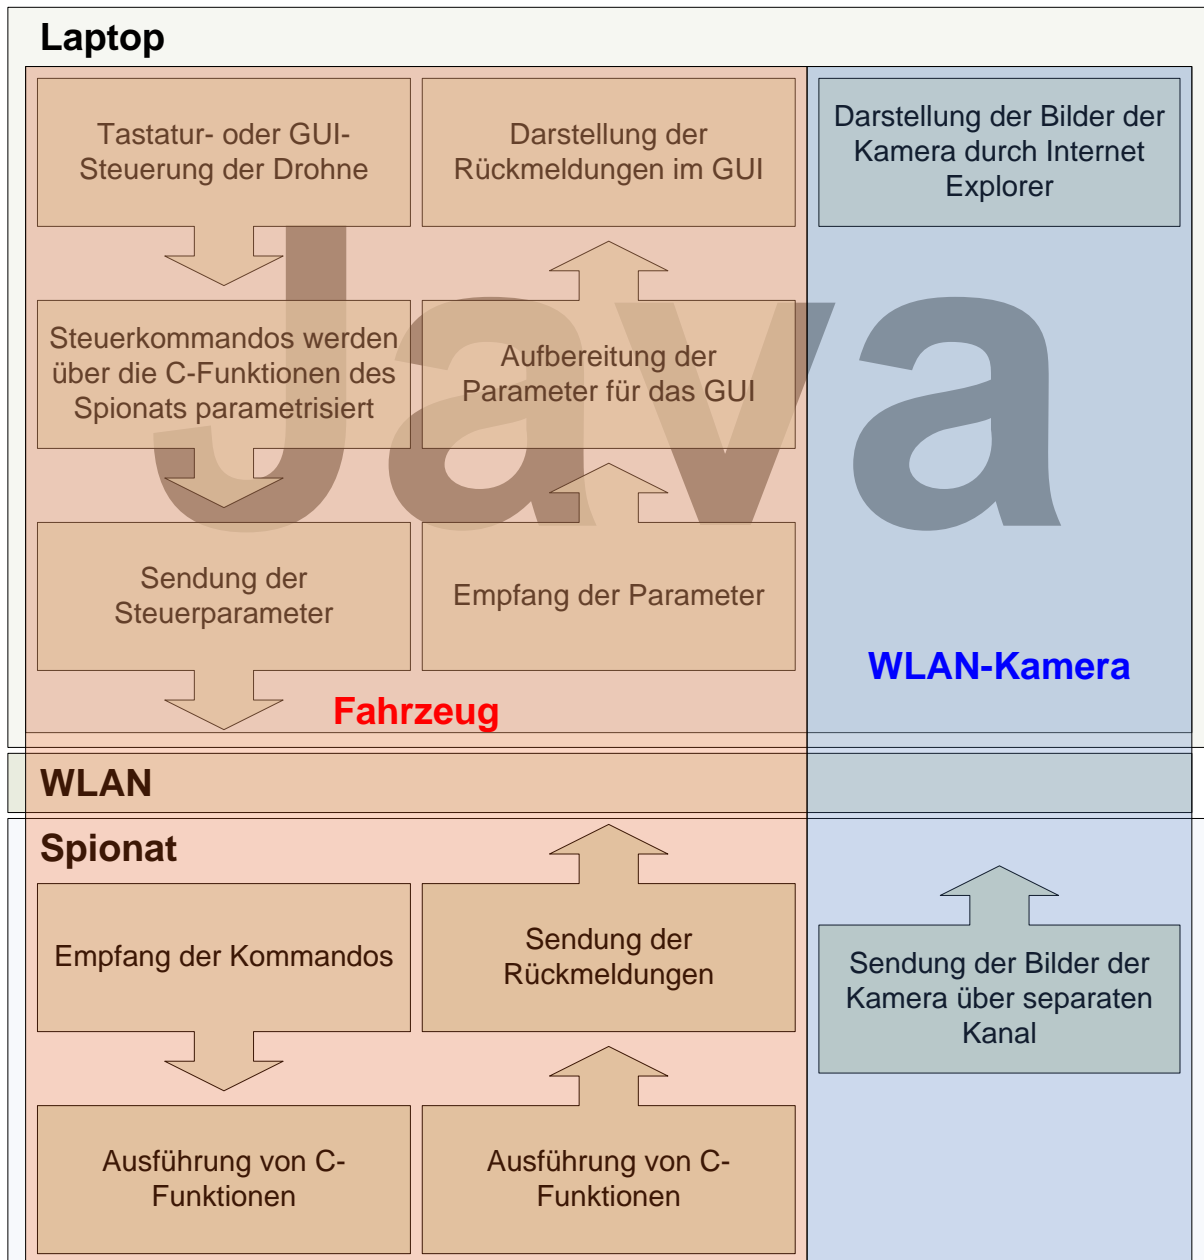 Laptop
Tastatur- oder GUI-
Steuerung der Drohne
Darstellung der
Rückmeldungen im GUI
Darstellung der Bilder der
Kamera durch Internet
Explorer
Java
Steuerkommandos werden
über die C-Funktionen des
Spionats parametrisiert
Aufbereitung der
Parameter für das GUI
Sendung der
Steuerparameter
Empfang der Parameter
WLAN-Kamera
Fahrzeug
WLAN
Spionat
Empfang der Kommandos
Sendung der
Rückmeldungen
Sendung der Bilder der
Kamera über separaten
Kanal
Ausführung von C-
Funktionen
Ausführung von C-
Funktionen